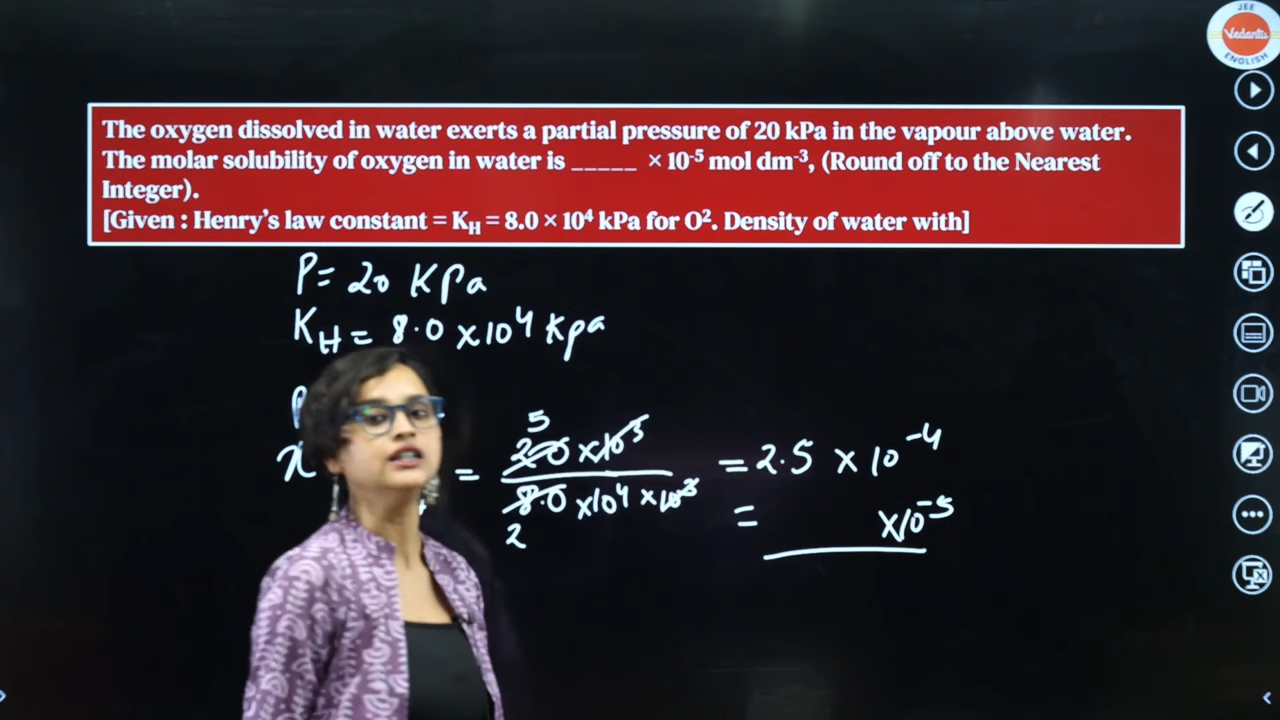 JEE
Vedantu
ENGLISH
The oxygen dissolved in water exerts a partial pressure of 20 kPa in the vapour above water.
The molar solubility of oxygen in water is _____ × 10⁻⁵ mol dm⁻³, (Round off to the Nearest
Integer).
[Given : Henry's law constant = K_H = 8.0 × 10⁴ kPa for O². Density of water with]
P = 20 KPa
K_H = 8.0 × 10⁴ kpa
x
= 5 20 × 10³ / 8.0 × 10⁴ × 10³ 2 = 2.5 × 10⁻⁴
= × 10⁻⁵